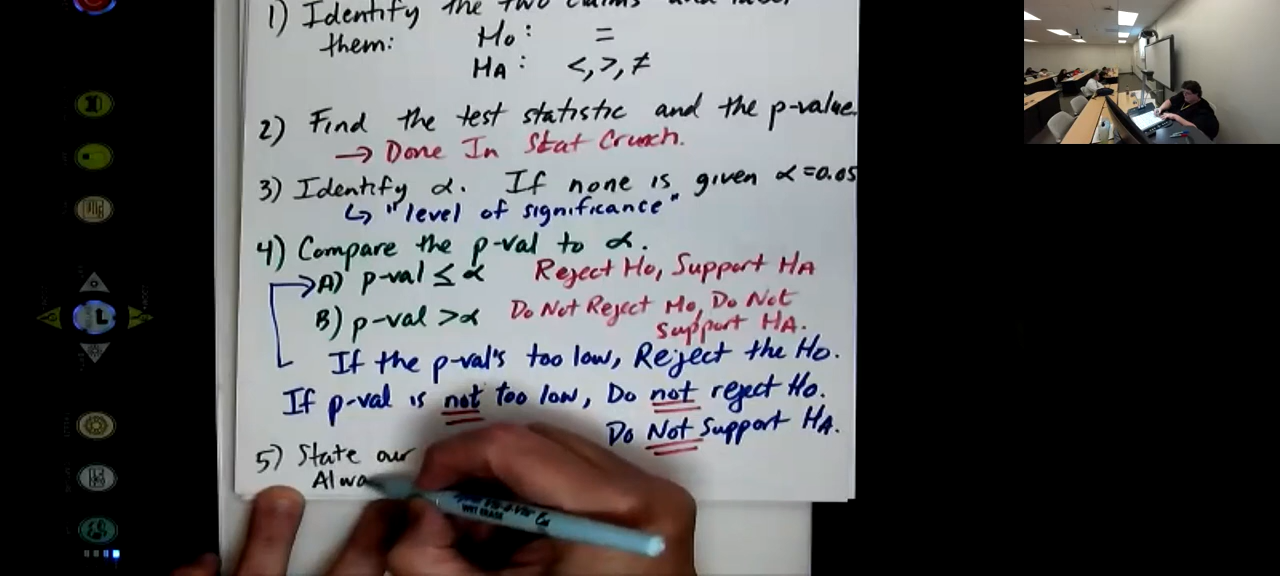 1) Identify the two claims and label
them: Ho: =
HA: <, >, ≠
2) Find the test statistic and the p-value.
→ Done In Stat Crunch.
3) Identify α. If none is given α=0.05
↳ "level of significance"
4) Compare the p-val to α.
A) p-val ≤ α Reject Ho, Support HA
B) p-val > α Do Not Reject Ho, Do Not
Support HA.
If the p-val's too low, Reject the Ho.
If p-val is not too low, Do not reject Ho.
Do Not Support HA.
5) State our
Alwa
WET ERASE
L